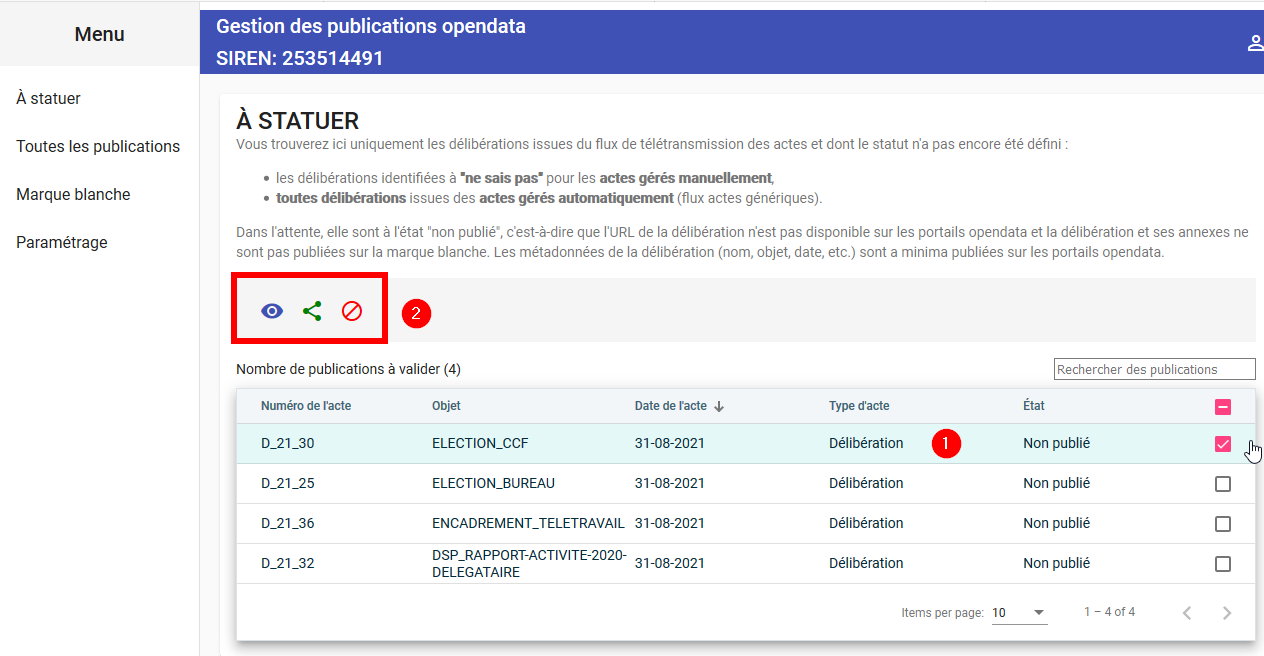 Menu
À statuer
Toutes les publications
Marque blanche
Paramétrage
Gestion des publications opendata
SIREN: 253514491
À STATUER
Vous trouverez ici uniquement les délibérations issues du flux de télétransmission des actes et dont le statut n'a pas encore été défini :
• les délibérations identifiées à "ne sais pas" pour les actes gérés manuellement,
• toutes délibérations issues des actes gérés automatiquement (flux actes génériques).
Dans l'attente, elle sont à l'état "non publié", c'est-à-dire que l'URL de la délibération n'est pas disponible sur les portails opendata et la délibération et ses annexes ne
sont pas publiées sur la marque blanche. Les métadonnées de la délibération (nom, objet, date, etc.) sont a minima publiées sur les portails opendata.
2
Nombre de publications à valider (4)
Rechercher des publications
Numéro de l'acte Objet Date de l'acte Type d'acte État
D_21_30 ELECTION_CCF 31-08-2021 Délibération 1 Non publié
D_21_25 ELECTION_BUREAU 31-08-2021 Délibération Non publié
D_21_36 ENCADREMENT_TELETRAVAIL 31-08-2021 Délibération Non publié
D_21_32 DSP_RAPPORT-ACTIVITE-2020-
DELEGATAIRE 31-08-2021 Délibération Non publié
Items per page: 10 1 – 4 of 4